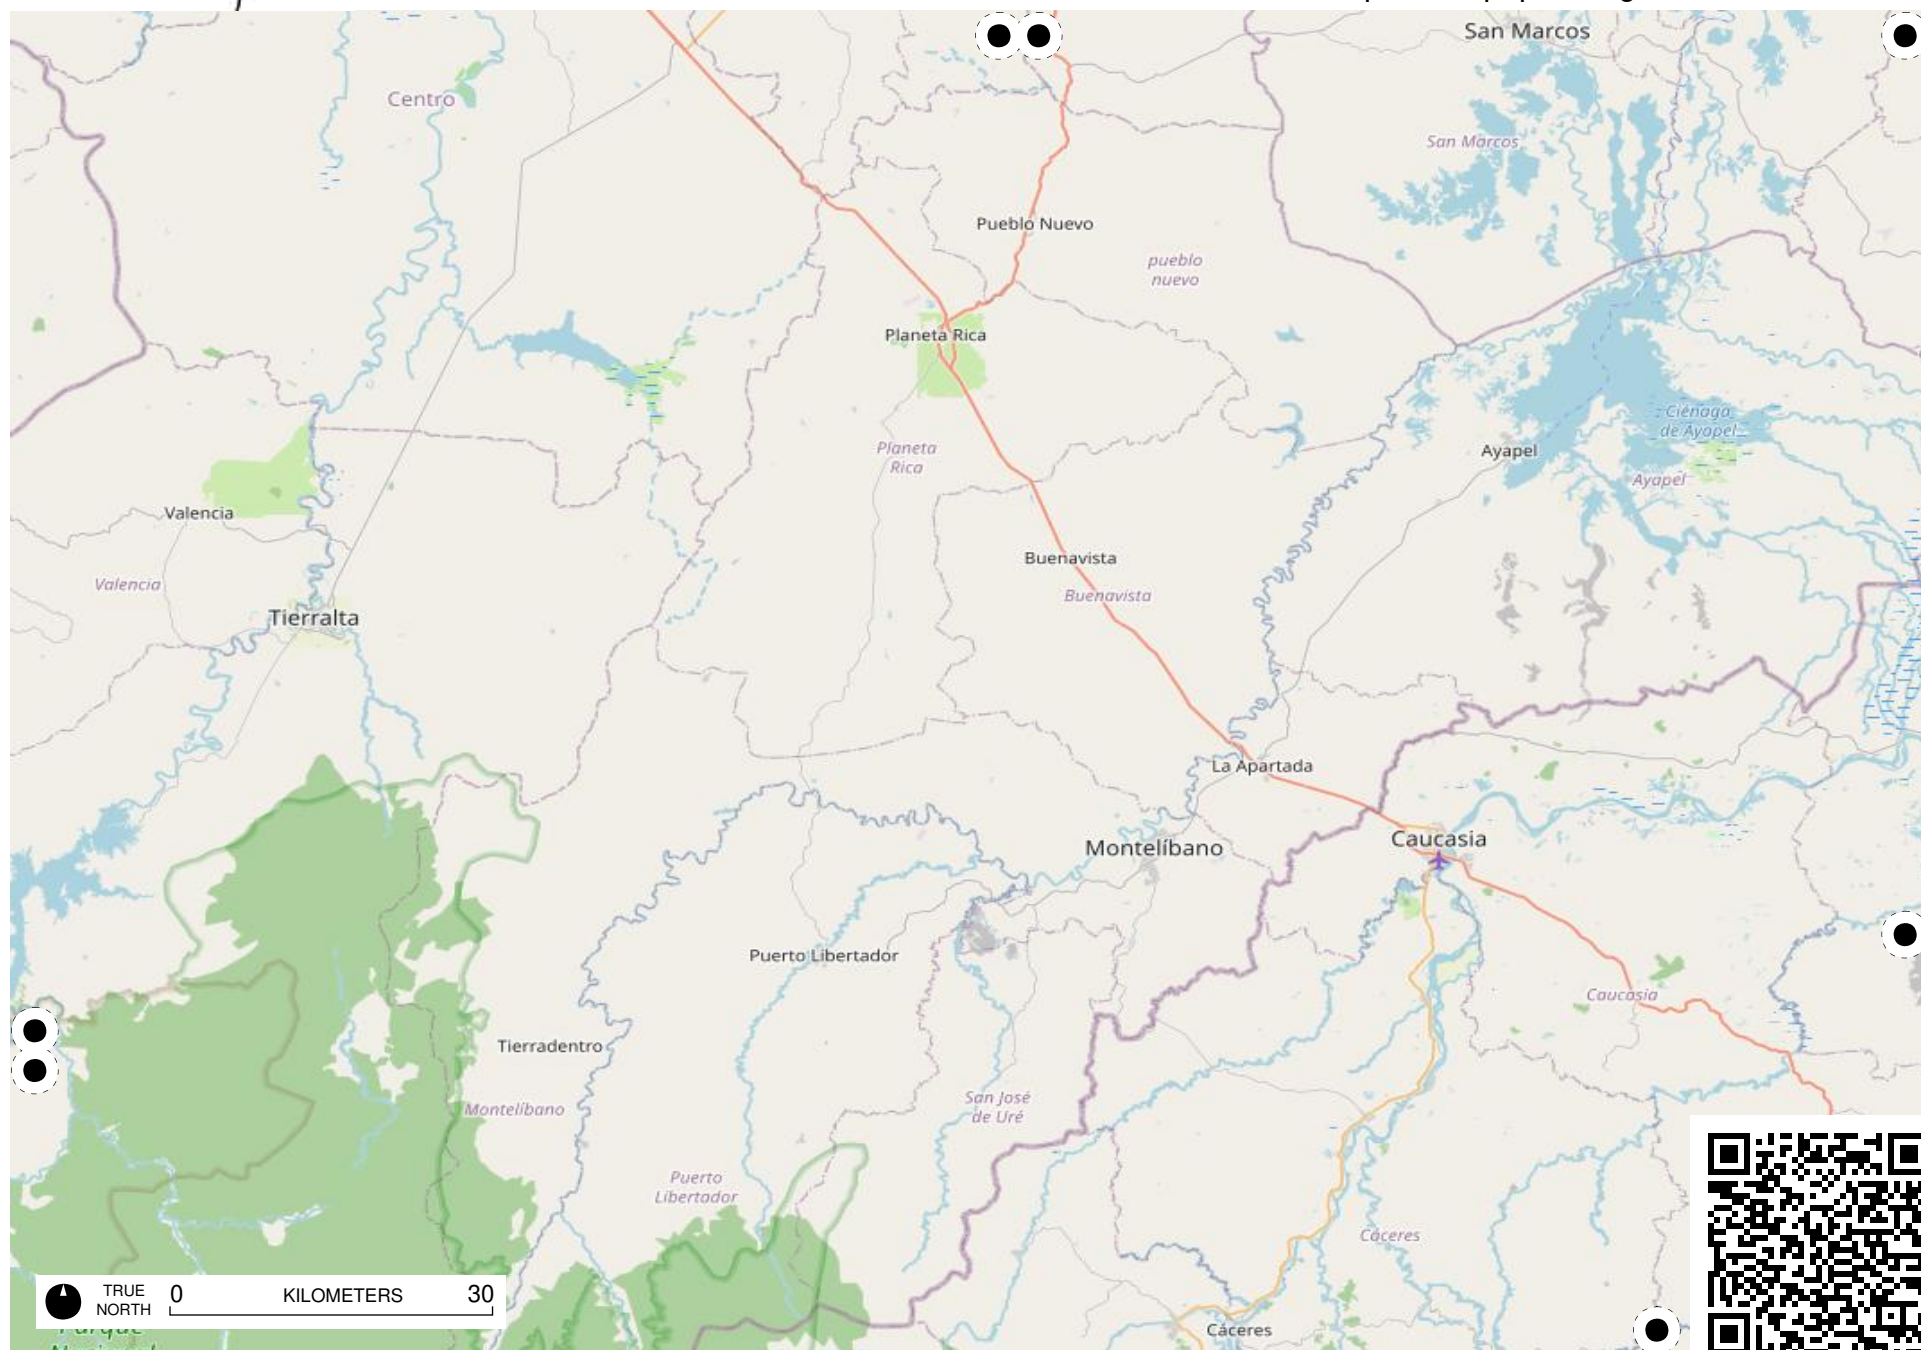 San Marcos
Centro
San Marcos
Pueblo Nuevo
pueblo
nuevo
Planeta Rica
Ciénaga
de Ayapel
Planeta
Rica
Ayapel
Ayapel
Valencia
Buenavista
Valencia
Buenavista
Tierralta
La Apartada
Caucasia
Montelíbano
Puerto Libertador
Caucasia
Tierradentro
San José
de Uré
Montelíbano
Puerto
Libertador
Cáceres
TRUE
NORTH
0 KILOMETERS 30
Cáceres
Parque